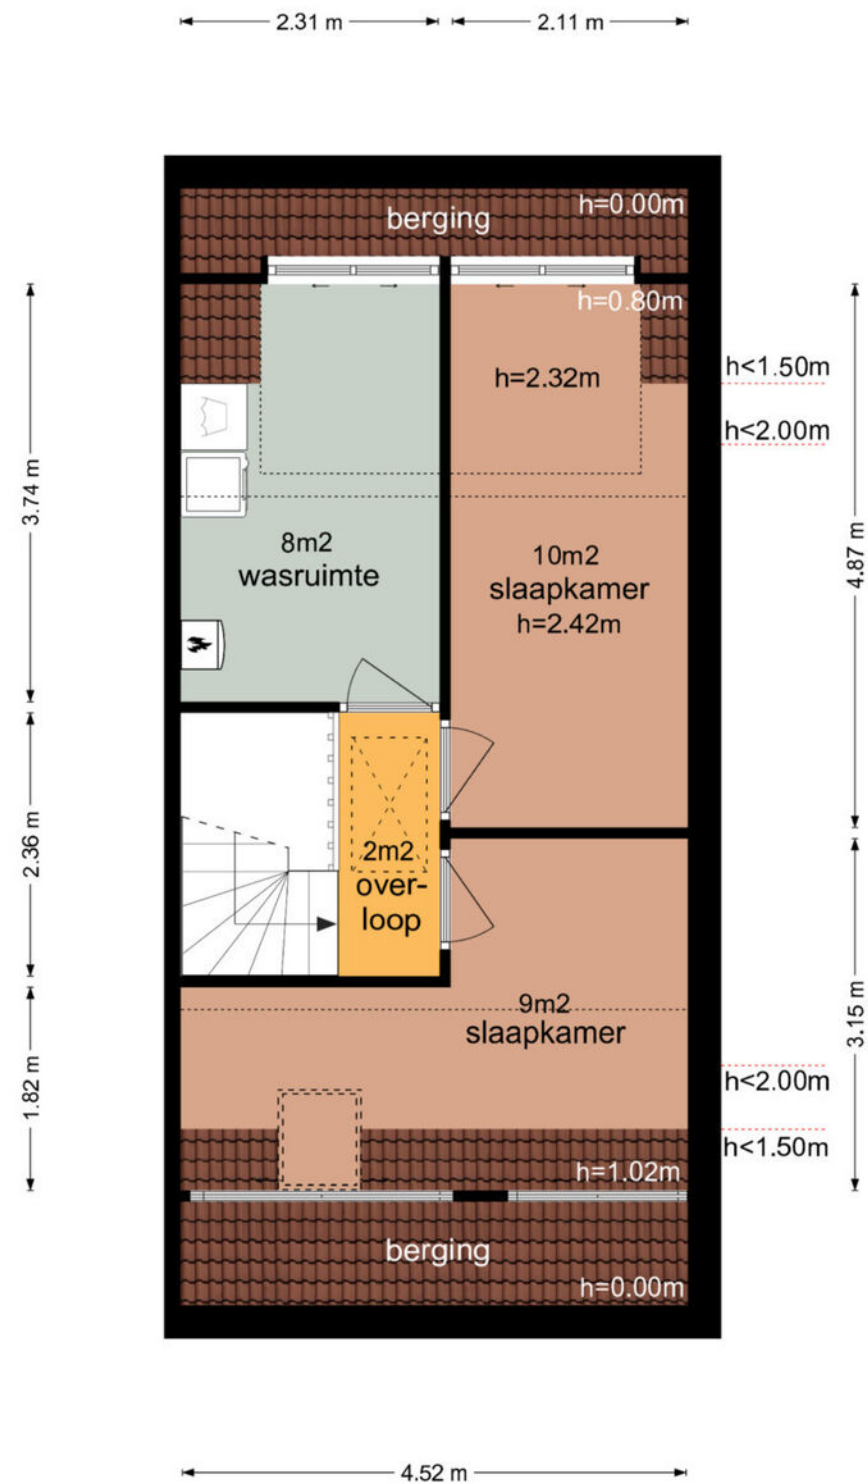 2.31 m
2.11 m
berging
h=0.00m
h=0.80m
h<1.50m
h=2.32m
h<2.00m
3.74 m
4.87 m
8m2
wasruimte
10m2
slaapkamer
h=2.42m
2.36 m
2m2
over-
loop
9m2
slaapkamer
3.15 m
1.82 m
h<2.00m
h<1.50m
h=1.02m
berging
h=0.00m
4.52 m